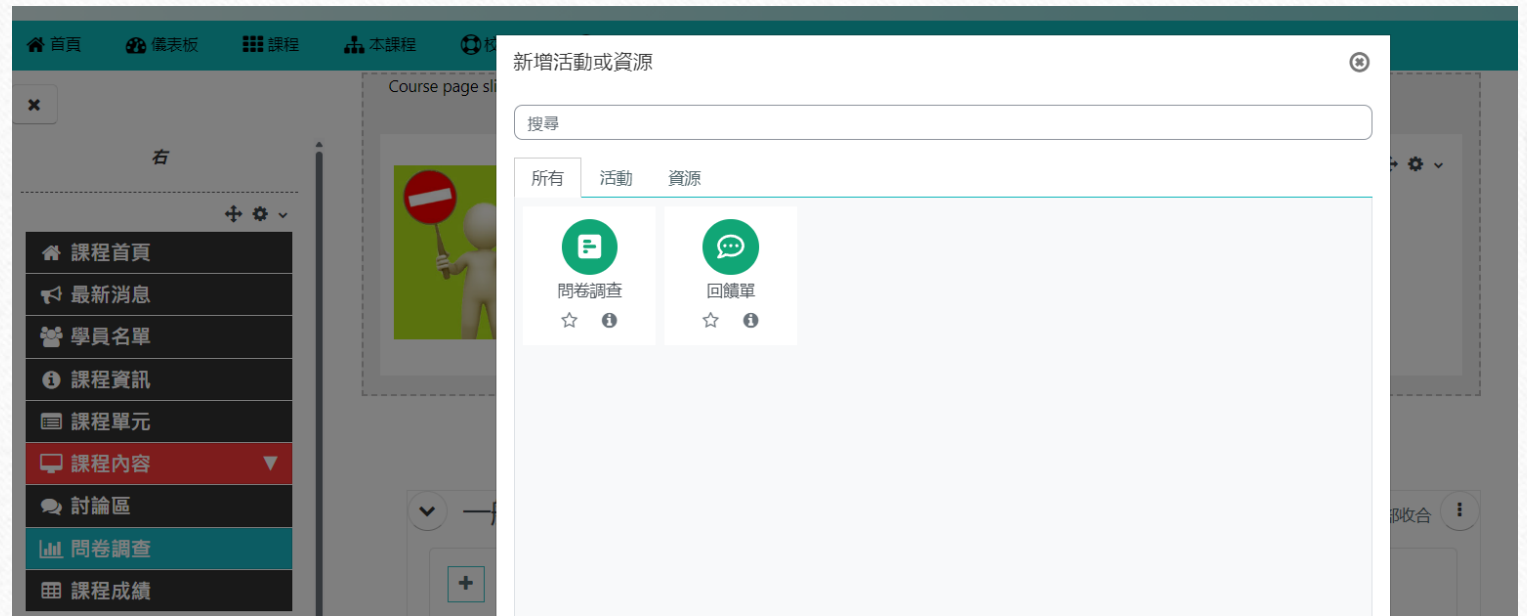 首頁 儀表板 課程 本課程
新增活動或資源
Course page
搜尋
右
所有 活動 資源
問卷調查 回饋單
課程首頁
最新消息
學員名單
課程資訊
課程單元
課程內容
討論區
問卷調查
課程成績
收合